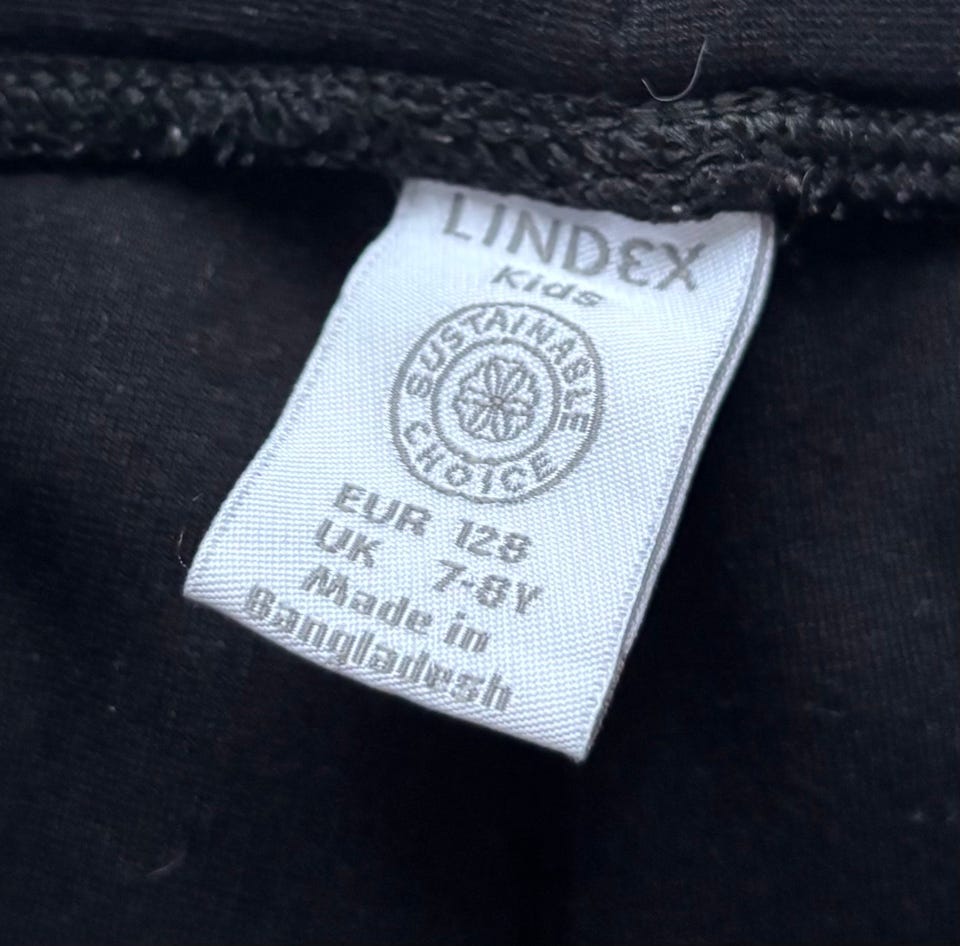 LINDEX
Kids
SUSTAINABLE
CHOICE
EUR 128
UK 7-8Y
Made in
Bangladesh